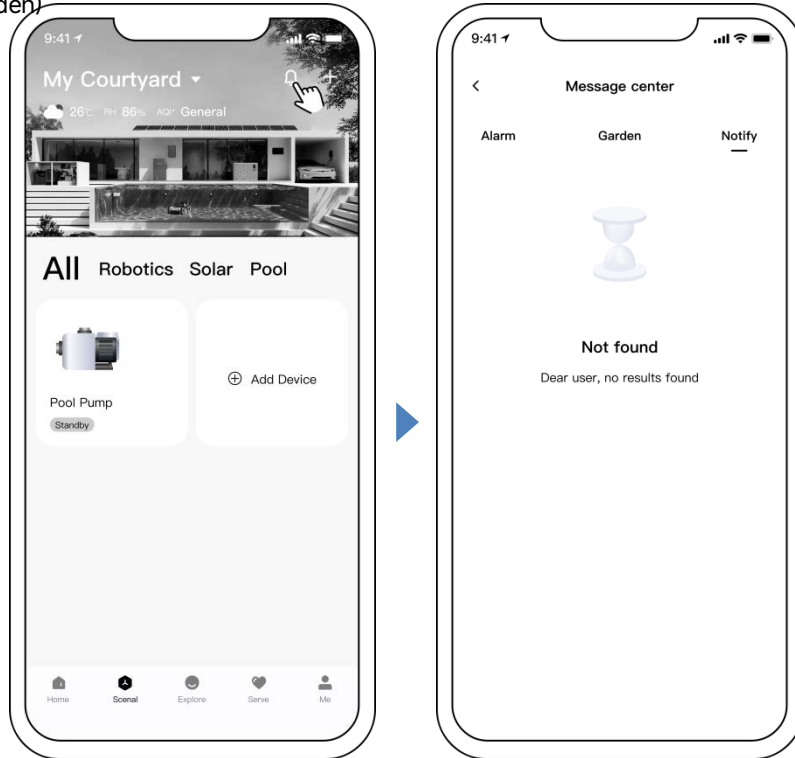 den)
9:41
My Courtyard
26℃ RH 86% AQI* General
All Robotics Solar Pool
Pool Pump
Standby
Add Device
Home Scenal Explore Serve Me
9:41
Message center
Alarm Garden Notify
Not found
Dear user, no results found